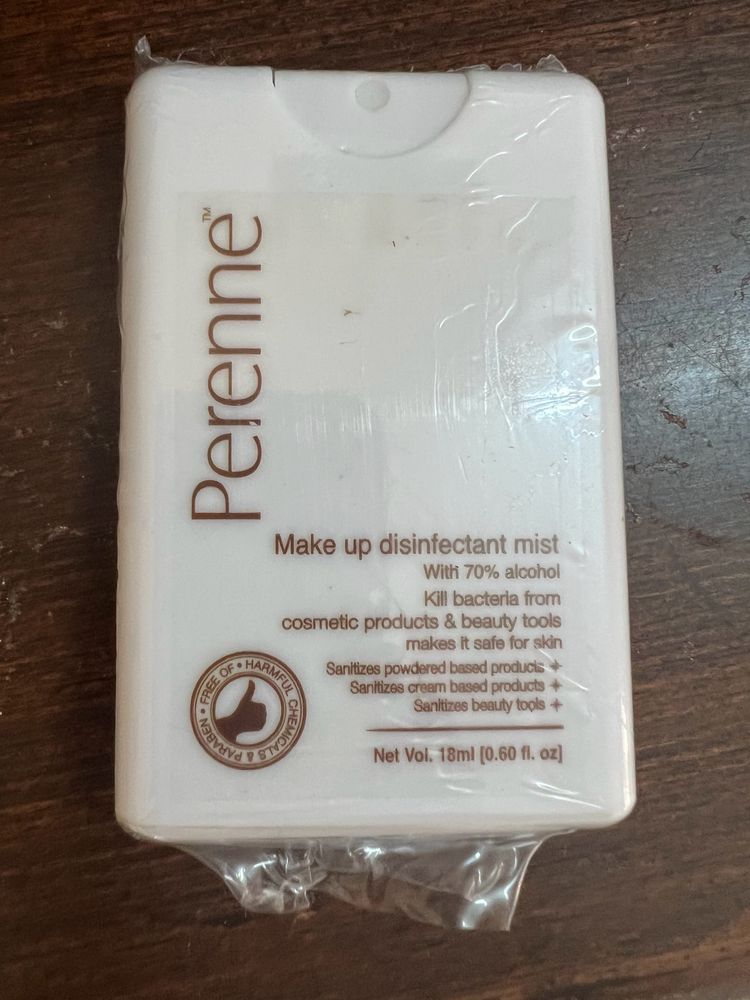 Perenne™
Make up disinfectant mist
With 70% alcohol
Kill bacteria from
cosmetic products & beauty tools
makes it safe for skin
Sanitizes powdered based products +
Sanitizes cream based products +
Sanitizes beauty tools +
• FREE OF • HARMFUL CHEMICALS & PARABEN
Net Vol. 18ml [0.60 fl. oz]